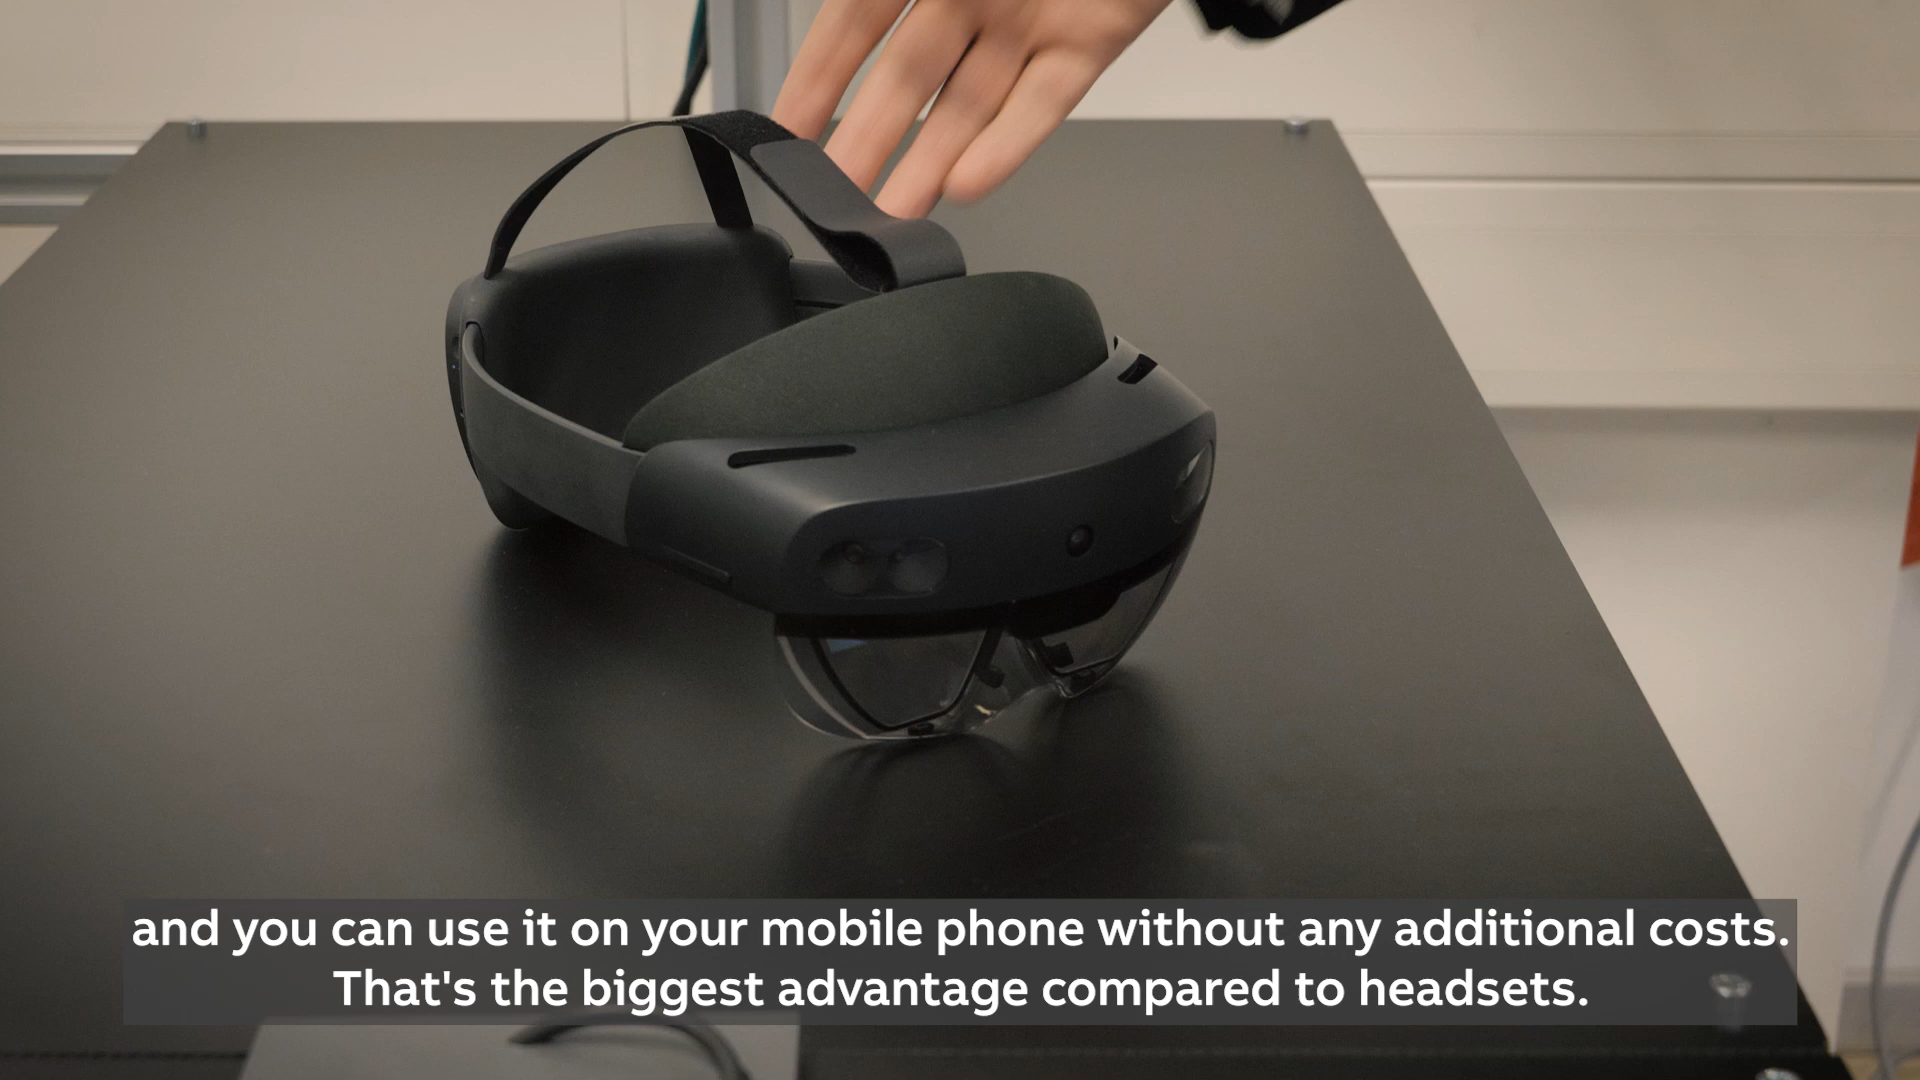 and you can use it on your mobile phone without any additional costs.
That's the biggest advantage compared to headsets.